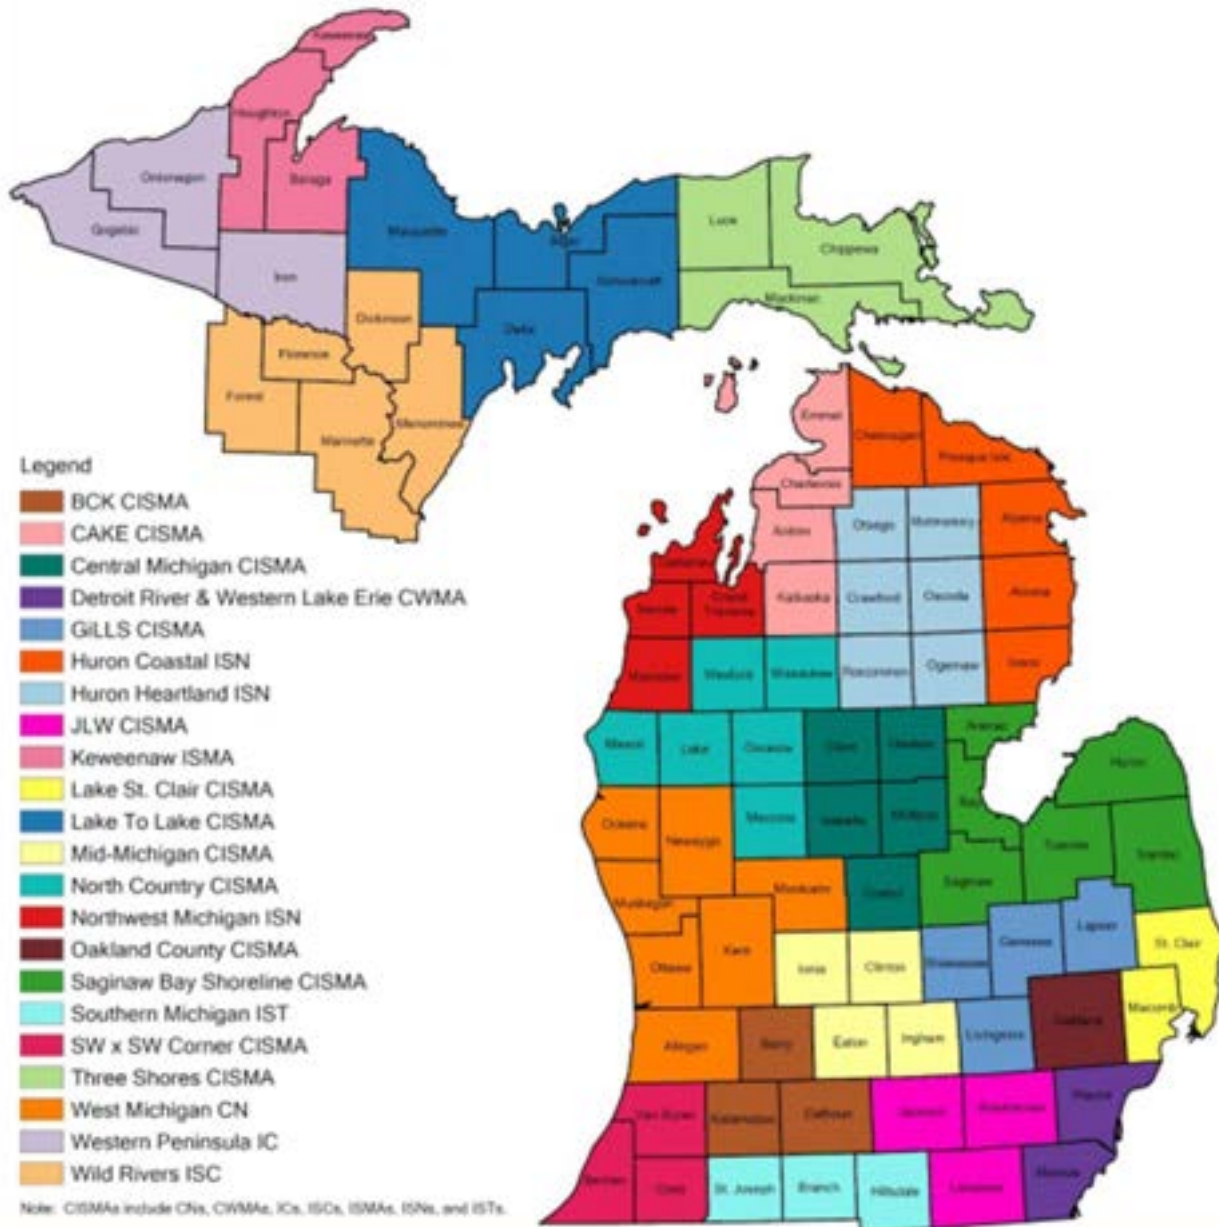 Keweenaw
Houghton
Ontonagon
Baraga
Gogebic
Iron
Marquette
Alger
Schoolcraft
Luce
Chippewa
Mackinac
Dickinson
Delta
Florence
Forest
Marinette
Menominee
Emmet
Cheboygan
Presque Isle
Charlevoix
Antrim
Otsego
Montmorency
Alpena
Leelanau
Benzie
Grand
Traverse
Kalkaska
Crawford
Oscoda
Alcona
Manistee
Wexford
Missaukee
Roscommon
Ogemaw
Iosco
Mason
Lake
Osceola
Clare
Gladwin
Arenac
Huron
Oceana
Newaygo
Mecosta
Isabella
Midland
Bay
Tuscola
Sanilac
Muskegon
Montcalm
Gratiot
Saginaw
Ottawa
Kent
Ionia
Clinton
Shiawassee
Genesee
Lapeer
St. Clair
Allegan
Barry
Eaton
Ingham
Livingston
Oakland
Macomb
Van Buren
Kalamazoo
Calhoun
Jackson
Washtenaw
Wayne
Berrien
Cass
St. Joseph
Branch
Hillsdale
Lenawee
Monroe
Legend
BCK CISMA
CAKE CISMA
Central Michigan CISMA
Detroit River & Western Lake Erie CWMA
GiLLS CISMA
Huron Coastal ISN
Huron Heartland ISN
JLW CISMA
Keweenaw ISMA
Lake St. Clair CISMA
Lake To Lake CISMA
Mid-Michigan CISMA
North Country CISMA
Northwest Michigan ISN
Oakland County CISMA
Saginaw Bay Shoreline CISMA
Southern Michigan IST
SW x SW Corner CISMA
Three Shores CISMA
West Michigan CN
Western Peninsula IC
Wild Rivers ISC
Note: CISMAs include CNs, CWMAs, ICs, ISCs, ISMAs, ISNs, and ISTs.